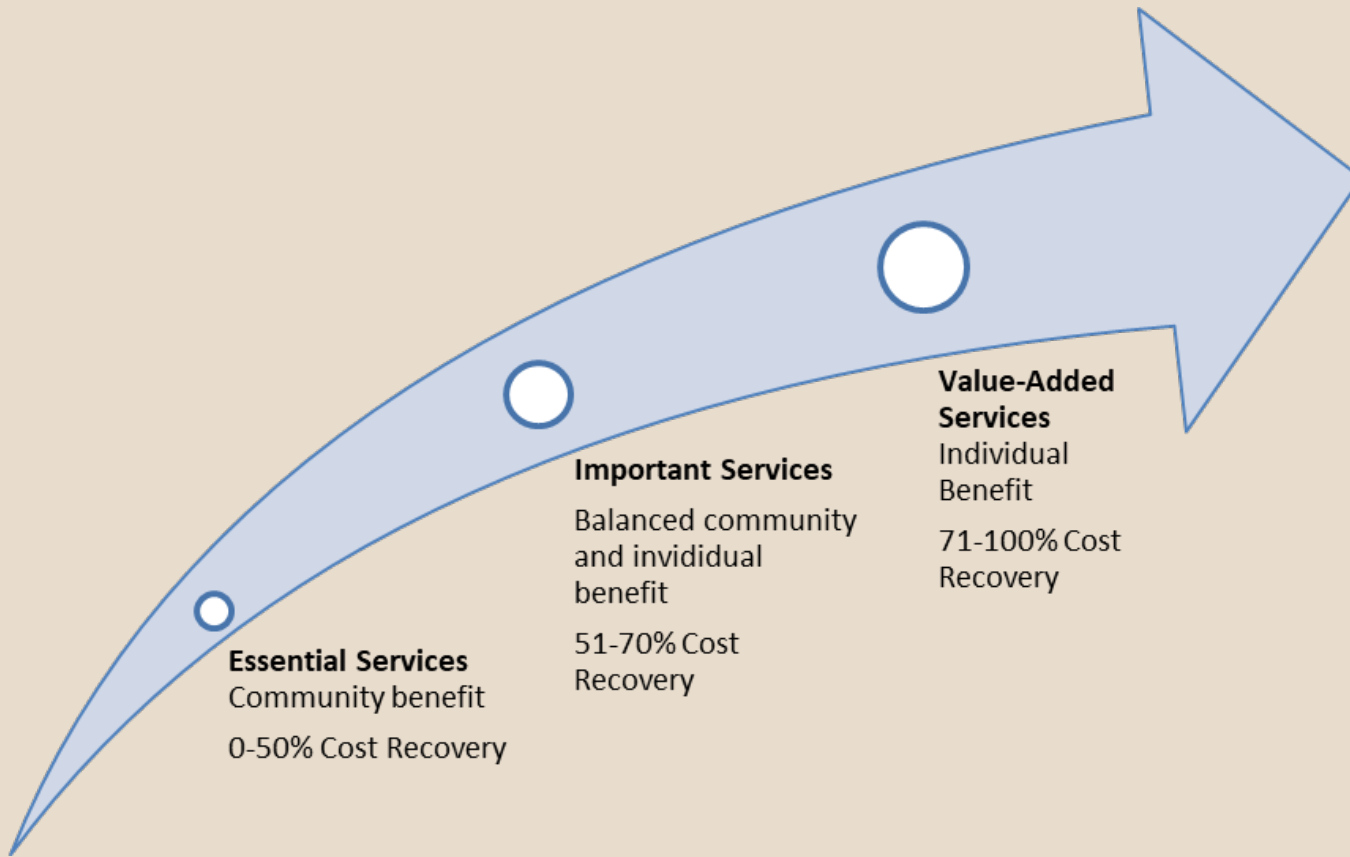 Essential Services
Community benefit
0-50% Cost Recovery
Important Services
Balanced community
and invididual
benefit
51-70% Cost
Recovery
Value-Added
Services
Individual
Benefit
71-100% Cost
Recovery